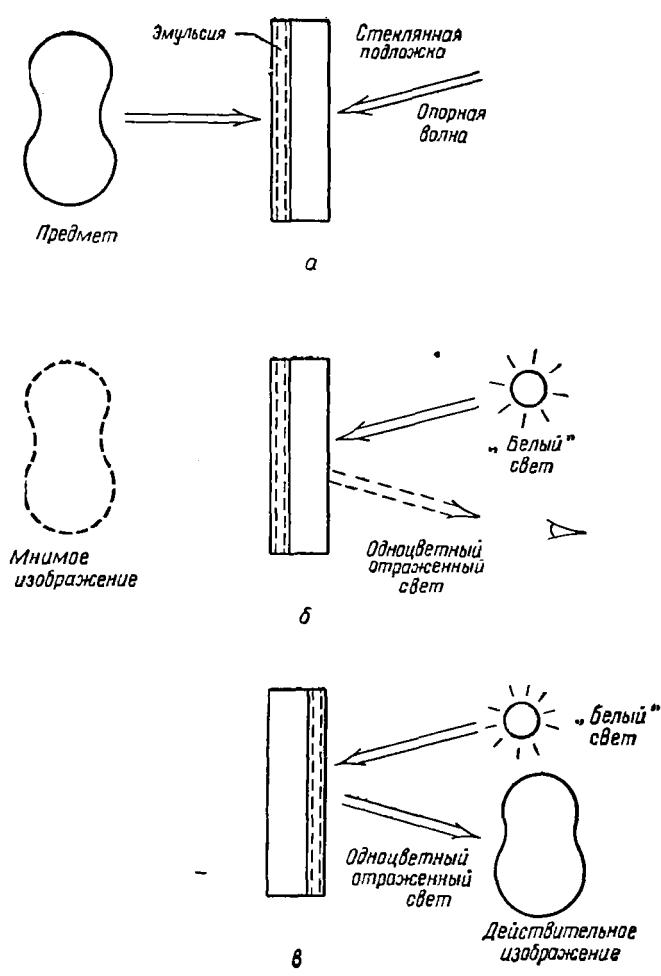 Эмульсия
Стеклянная
подложка
Опорная
волна
Предмет
а
„Белый”
свет
Мнимое
изображение
Одноцветный
отраженный
свет
б
„Белый”
свет
Одноцветный
отраженный
свет
Действительное
изображение
в